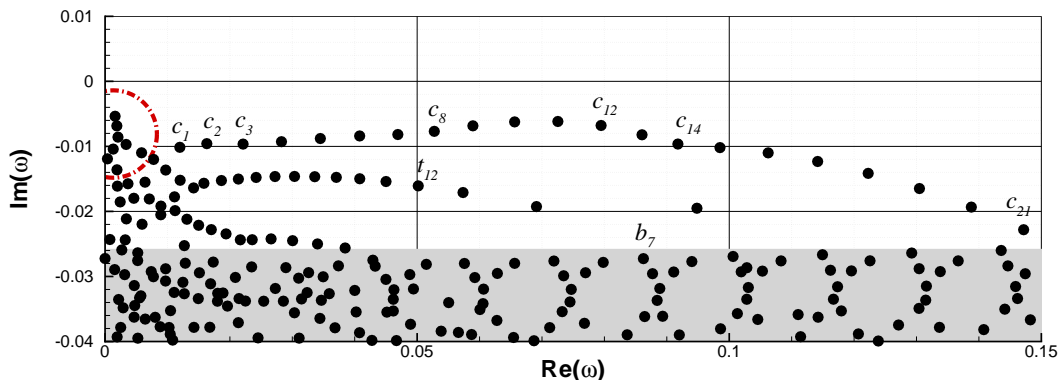 0.01
0
-0.01
-0.02
-0.03
-0.04
Im(ω)
c1
c2
c3
c8
c12
c14
t12
c21
b7
0
0.05
0.1
0.15
Re(ω)